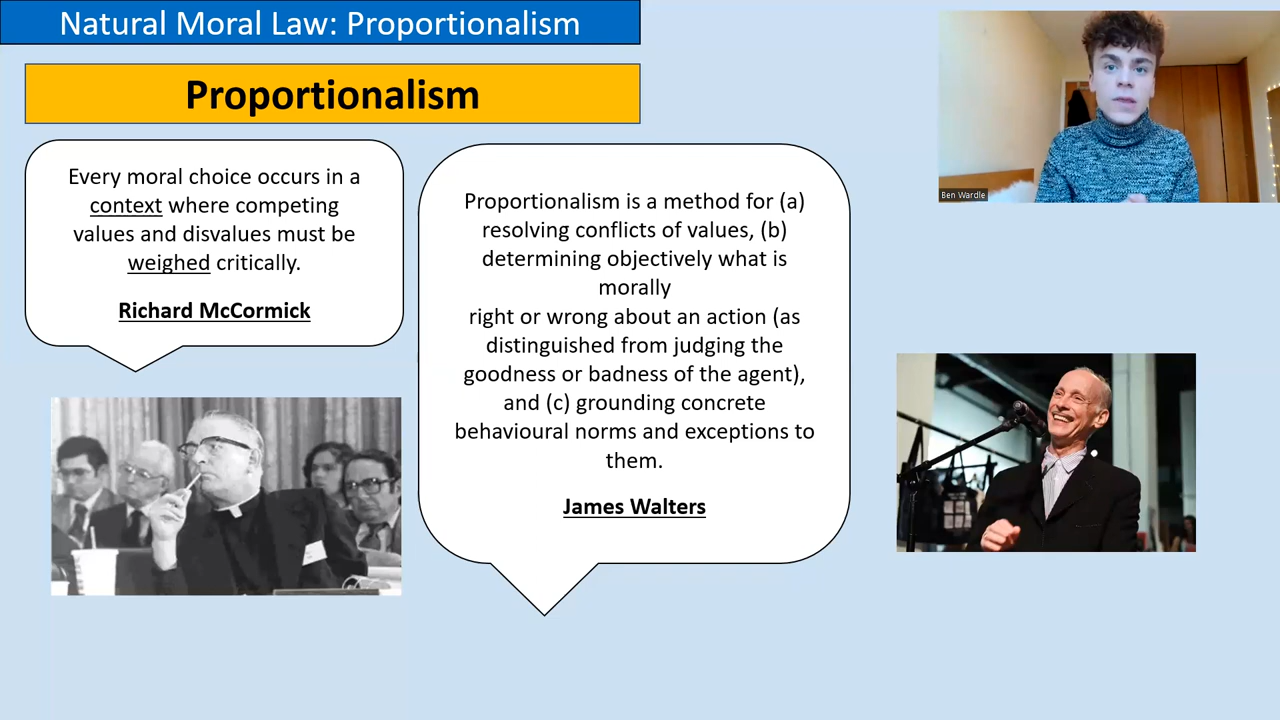 Natural Moral Law: Proportionalism
Proportionalism
Every moral choice occurs in a
context where competing
values and disvalues must be
weighed critically.
Richard McCormick
Proportionalism is a method for (a)
resolving conflicts of values, (b)
determining objectively what is
morally
right or wrong about an action (as
distinguished from judging the
goodness or badness of the agent),
and (c) grounding concrete
behavioural norms and exceptions to
them.
James Walters
Ben Wardle